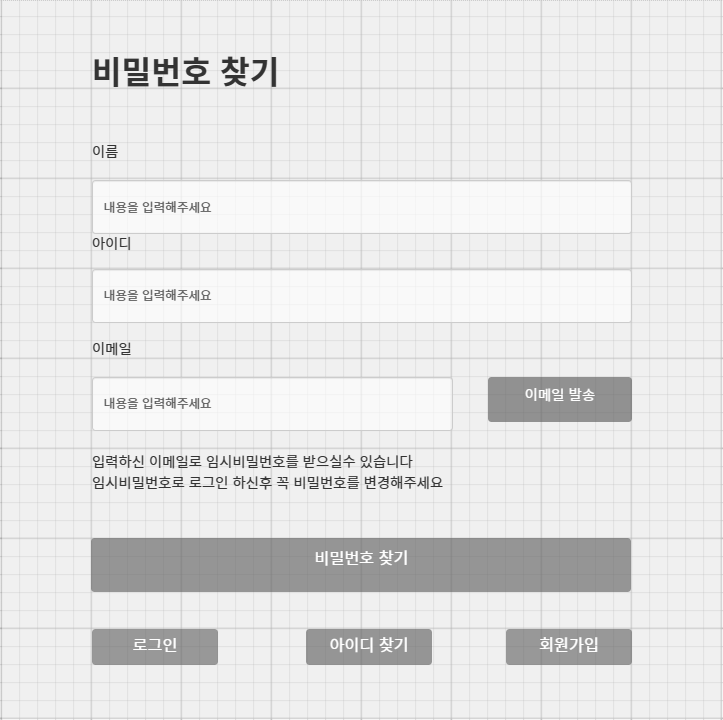 비밀번호 찾기
이름
내용을 입력해주세요
아이디
내용을 입력해주세요
이메일
내용을 입력해주세요
이메일 발송
입력하신 이메일로 임시비밀번호를 받으실수 있습니다
임시비밀번호로 로그인 하신후 꼭 비밀번호를 변경해주세요
비밀번호 찾기
로그인
아이디 찾기
회원가입